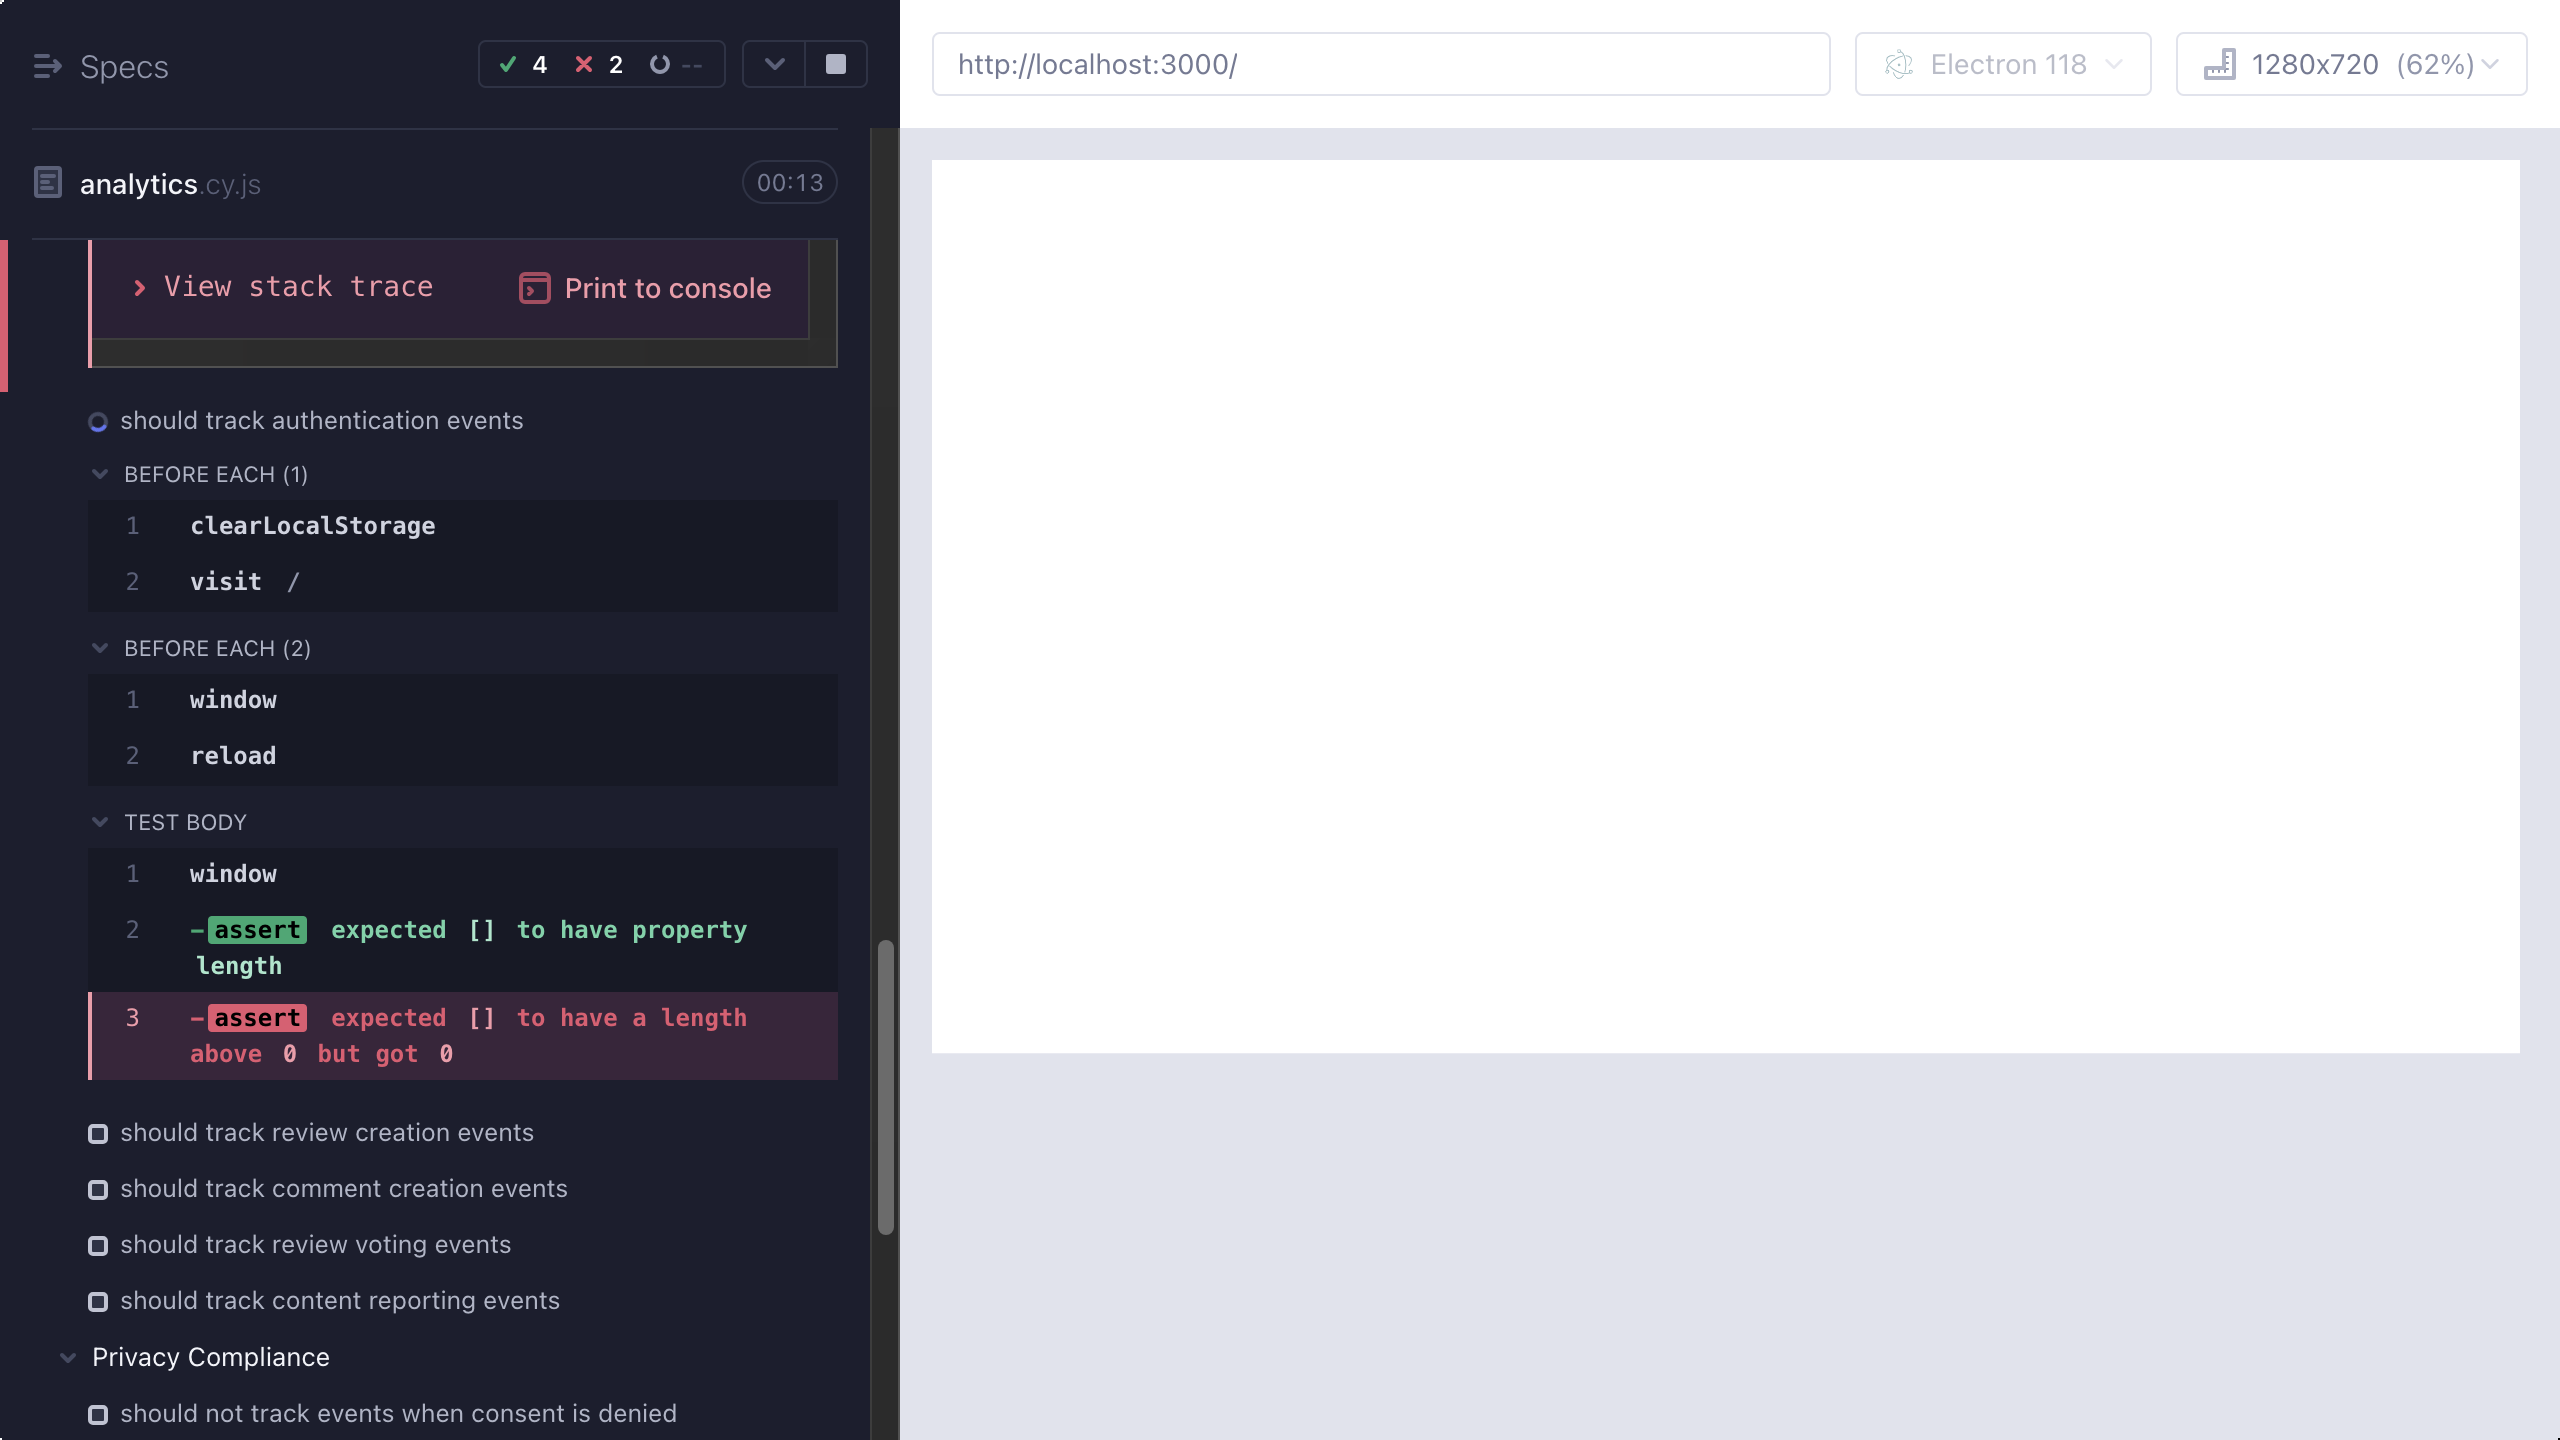 Specs
4 2 --
analytics.cy.js
00:13
View stack trace
Print to console
should track authentication events
BEFORE EACH (1)
1 clearLocalStorage
2 visit /
BEFORE EACH (2)
1 window
2 reload
TEST BODY
1 window
2 -assert expected [] to have property
length
3 -assert expected [] to have a length
above 0 but got 0
should track review creation events
should track comment creation events
should track review voting events
should track content reporting events
Privacy Compliance
should not track events when consent is denied
http://localhost:3000/
Electron 118
1280x720 (62%)